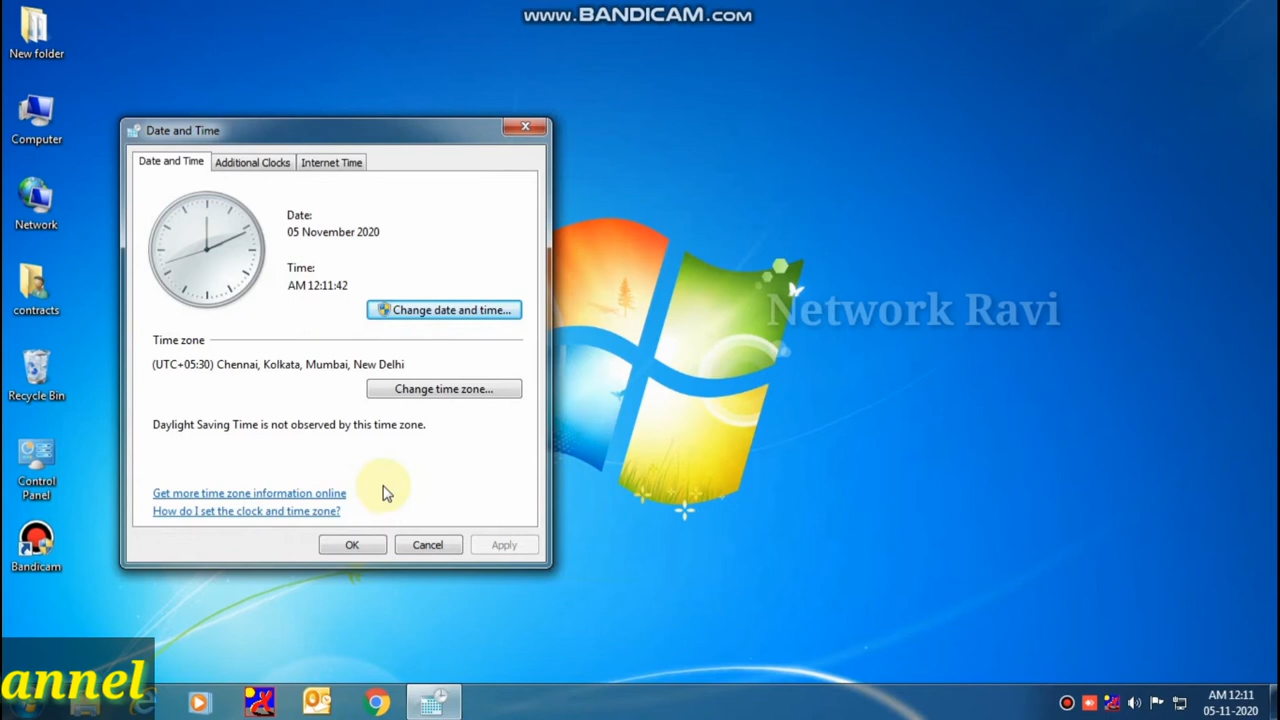 www.BANDICAM.com
New folder
Computer
Network
contracts
Recycle Bin
Control
Panel
Bandicam
Date and Time
Date and Time
Additional Clocks
Internet Time
Date:
05 November 2020
Time:
AM 12:11:42
Change date and time...
Time zone
(UTC+05:30) Chennai, Kolkata, Mumbai, New Delhi
Change time zone...
Daylight Saving Time is not observed by this time zone.
Get more time zone information online
How do I set the clock and time zone?
OK
Cancel
Apply
Network Ravi
annel
AM 12:11
05-11-2020